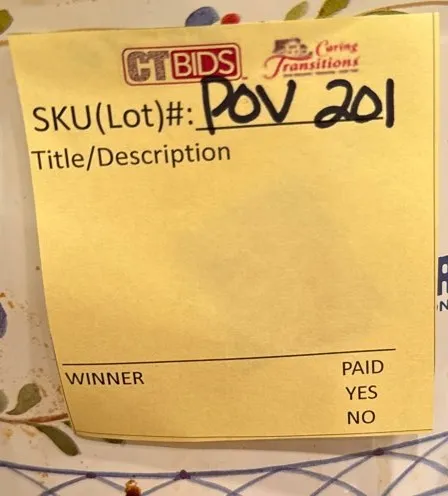 CTBIDS Caring Transitions
SKU(Lot)#: POV 201
Title/Description
WINNER PAID
YES
NO